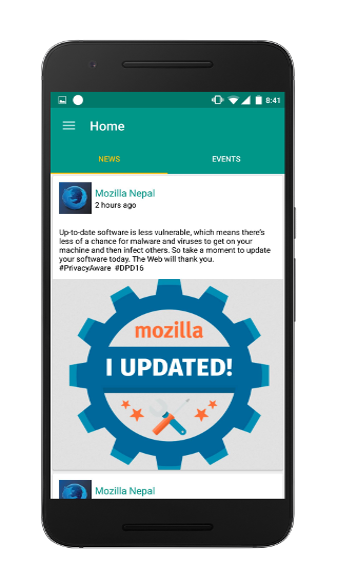 8:41
Home
NEWS
EVENTS
Mozilla Nepal
2 hours ago
Up-to-date software is less vulnerable, which means there's
less of a chance for malware and viruses to get on your
machine and then infect others. So take a moment to update
your software today. The Web will thank you.
#PrivacyAware #DPD16
mozilla
I UPDATED!
Mozilla Nepal